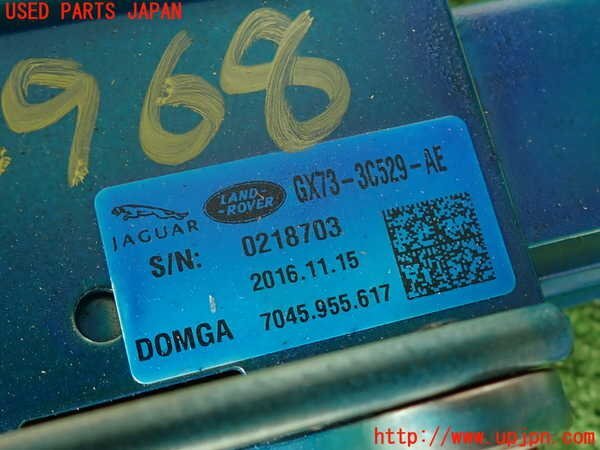 USED PARTS JAPAN
968
JAGUAR
LAND-
-ROVER
GX73-3C529-AE
S/N: 0218703
2016.11.15
DOMGA 7045.955.617
http://www.upjpn.com/